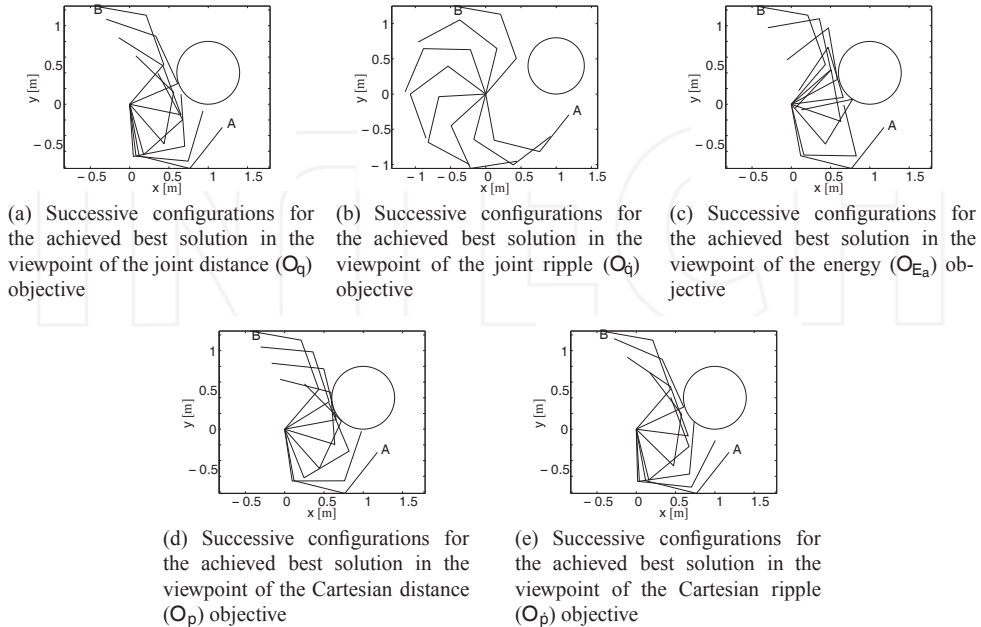 1
0.5
0
− 0.5
y [m]
B
A
− 0.5 0 0.5 1 1.5
x [m]
1
0.5
0
− 0.5
− 1
y [m]
B
A
− 1 − 0.5 0 0.5 1 1.5
x [m]
1
0.5
0
− 0.5
y [m]
B
A
− 0.5 0 0.5 1 1.5
x [m]
(a) Successive configurations for
the achieved best solution in the
viewpoint of the joint distance (O_q)
objective
(b) Successive configurations for
the achieved best solution in the
viewpoint of the joint ripple (O_q̇)
objective
(c) Successive configurations for
the achieved best solution in the
viewpoint of the energy (O_Ea) ob-
jective
INTECH
1
0.5
0
− 0.5
y [m]
B
A
− 0.5 0 0.5 1 1.5
x [m]
1
0.5
0
− 0.5
y [m]
B
A
− 0.5 0 0.5 1 1.5
x [m]
(d) Successive configurations for
the achieved best solution in the
viewpoint of the Cartesian distance
(O_p) objective
(e) Successive configurations for
the achieved best solution in the
viewpoint of the Cartesian ripple
(O_ṗ) objective